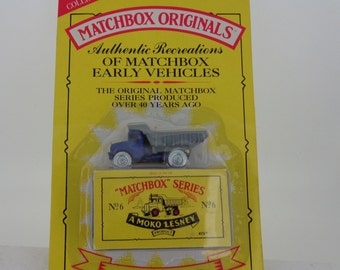 MATCHBOX ORIGINALS
Authentic Recreations
OF MATCHBOX
EARLY VEHICLES
THE ORIGINAL MATCHBOX
SERIES PRODUCED
OVER 40 YEARS AGO
"MATCHBOX" SERIES
Nº6 Nº6
A MOKO LESNEY